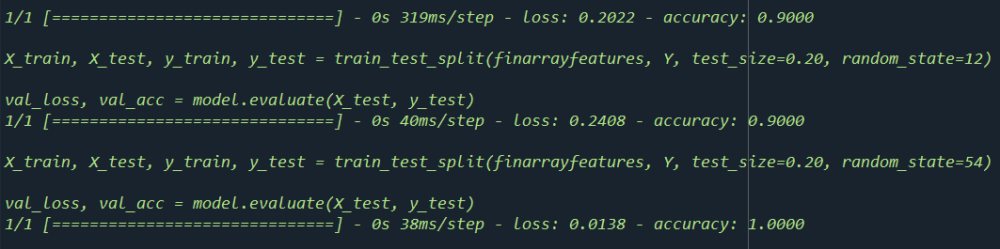 1/1 [==============================] - 0s 319ms/step - loss: 0.2022 - accuracy: 0.9000
X_train, X_test, y_train, y_test = train_test_split(finarrayfeatures, Y, test_size=0.20, random_state=12)
val_loss, val_acc = model.evaluate(X_test, y_test)
1/1 [==============================] - 0s 40ms/step - loss: 0.2408 - accuracy: 0.9000
X_train, X_test, y_train, y_test = train_test_split(finarrayfeatures, Y, test_size=0.20, random_state=54)
val_loss, val_acc = model.evaluate(X_test, y_test)
1/1 [==============================] - 0s 38ms/step - loss: 0.0138 - accuracy: 1.0000